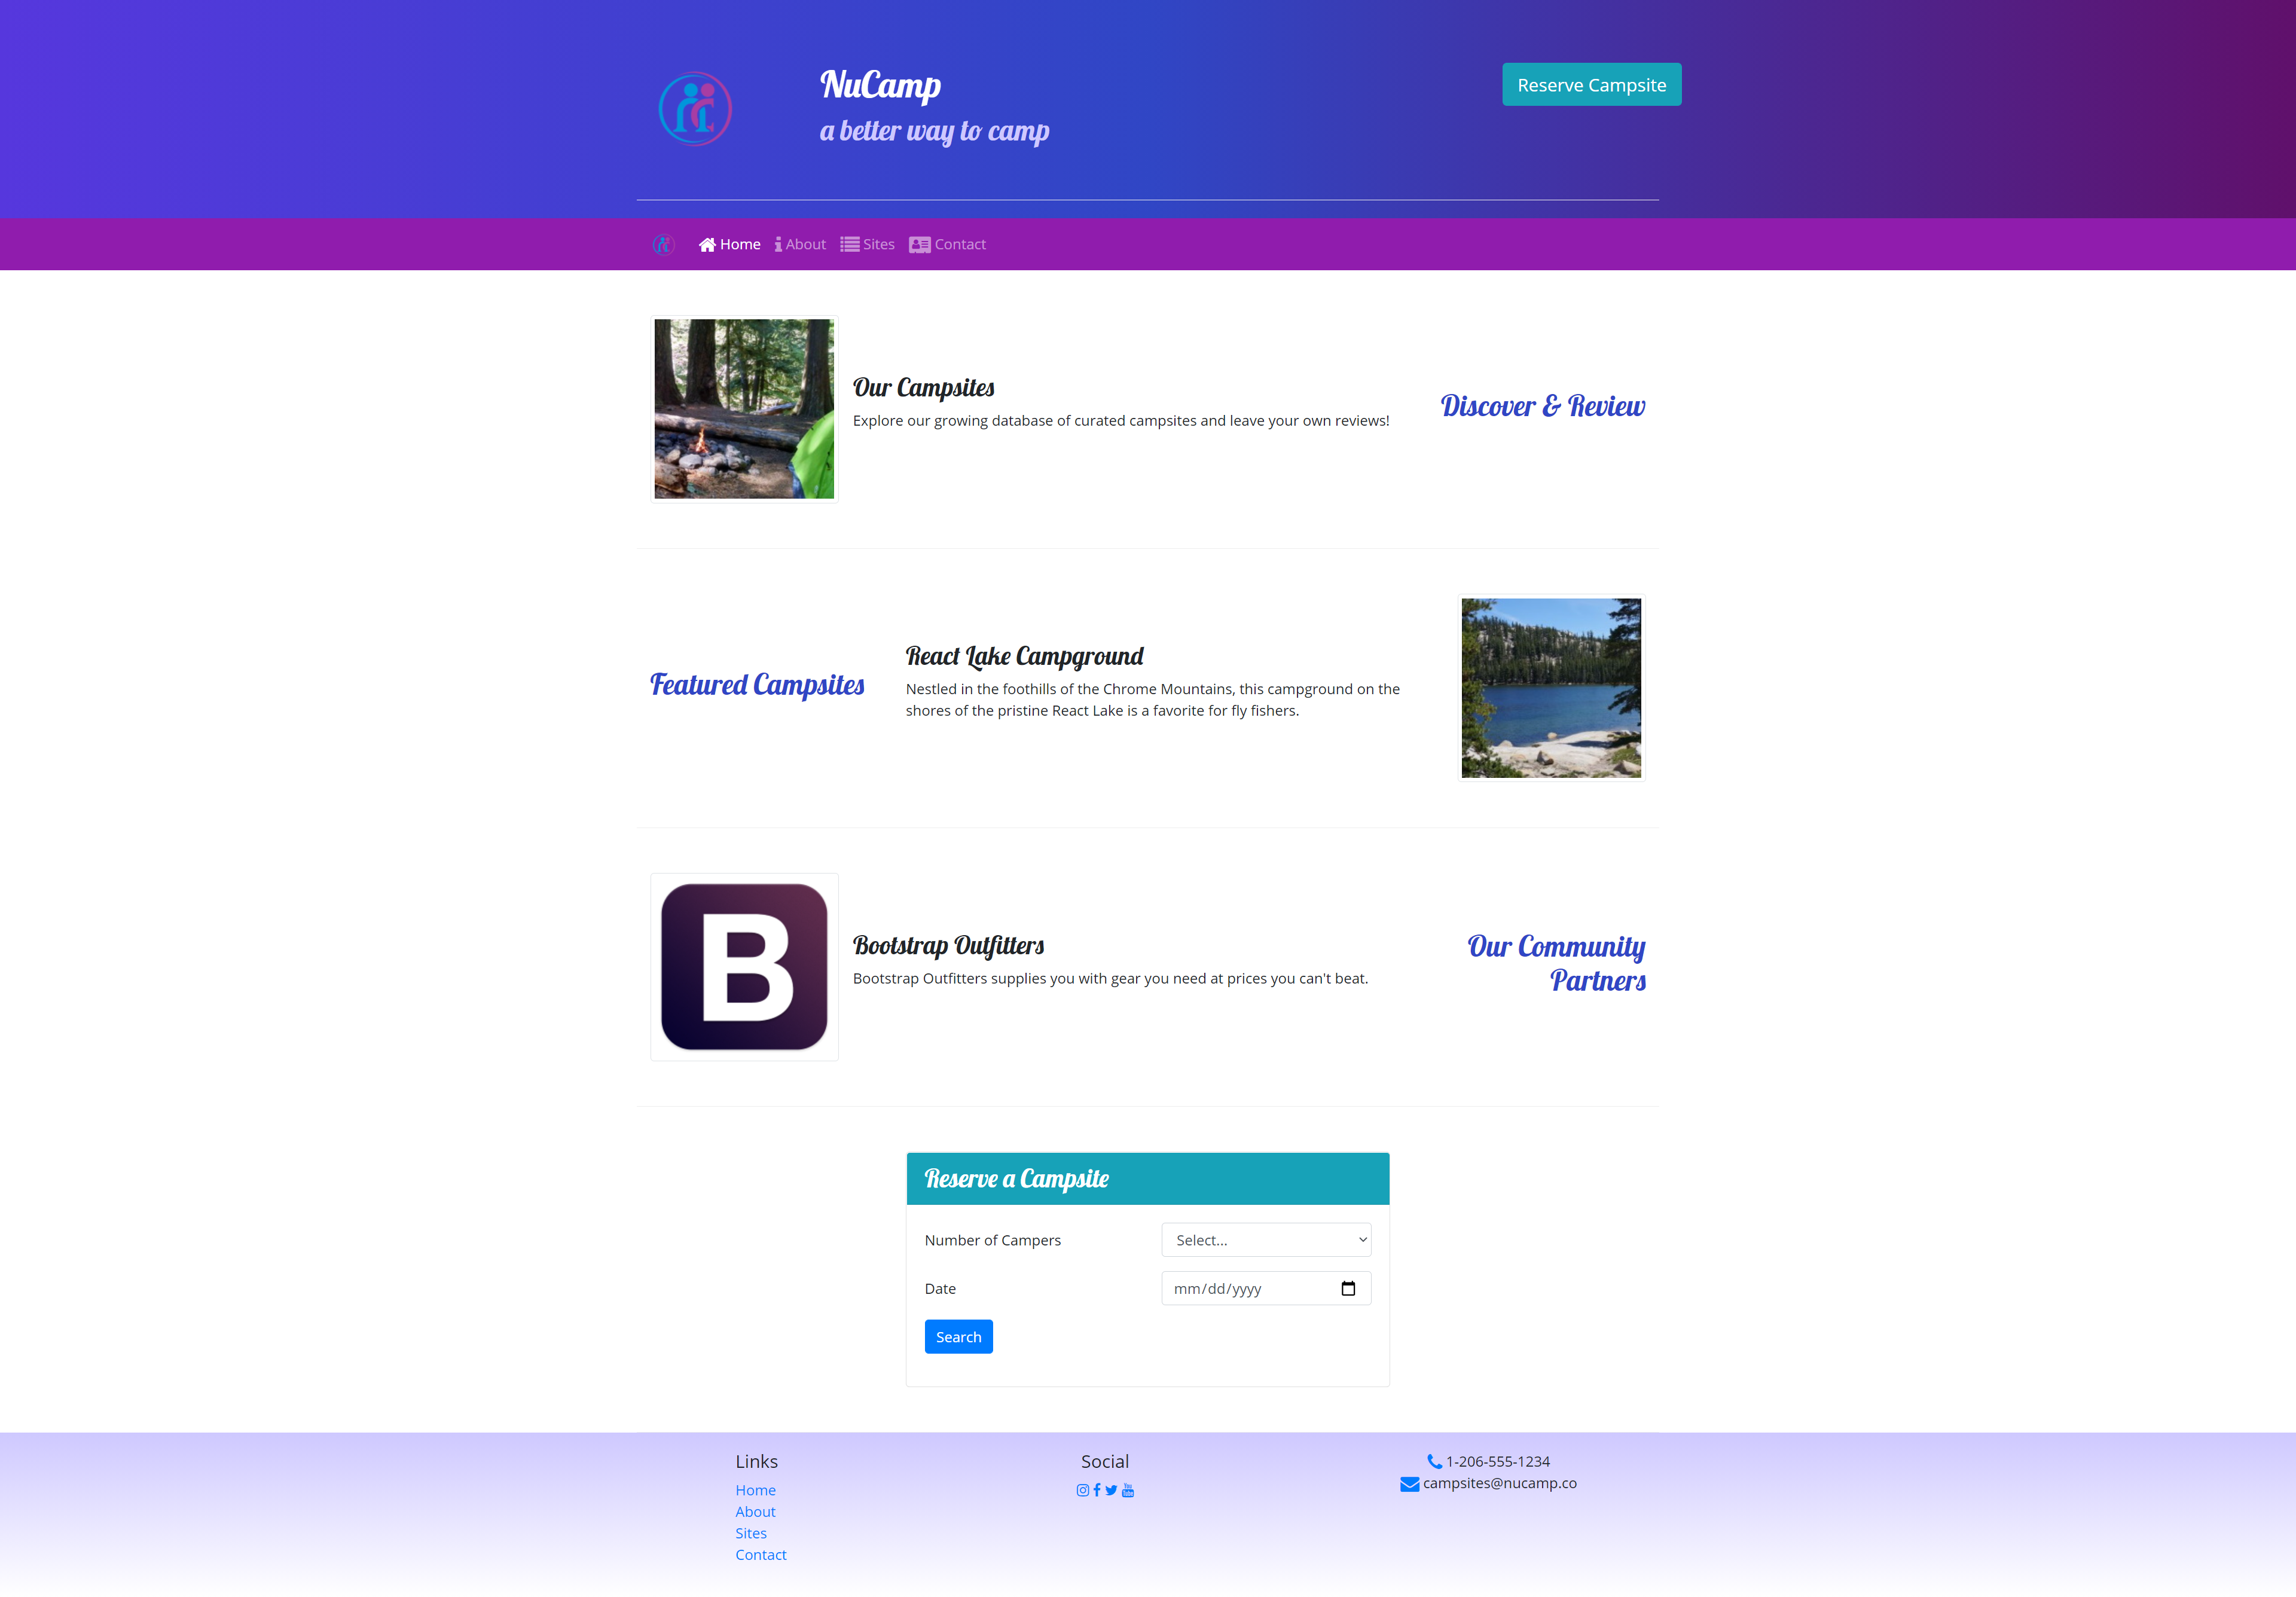 NuCamp
a better way to camp
Reserve Campsite
Home About Sites Contact
Our Campsites
Explore our growing database of curated campsites and leave your own reviews!
Discover & Review
Featured Campsites
React Lake Campground
Nestled in the foothills of the Chrome Mountains, this campground on the
shores of the pristine React Lake is a favorite for fly fishers.
B
Bootstrap Outfitters
Bootstrap Outfitters supplies you with gear you need at prices you can't beat.
Our Community
Partners
Reserve a Campsite
Number of Campers
Select...
Date
mm/dd/yyyy
Search
Links
Home
About
Sites
Contact
Social
You
Tube
1-206-555-1234
campsites@nucamp.co